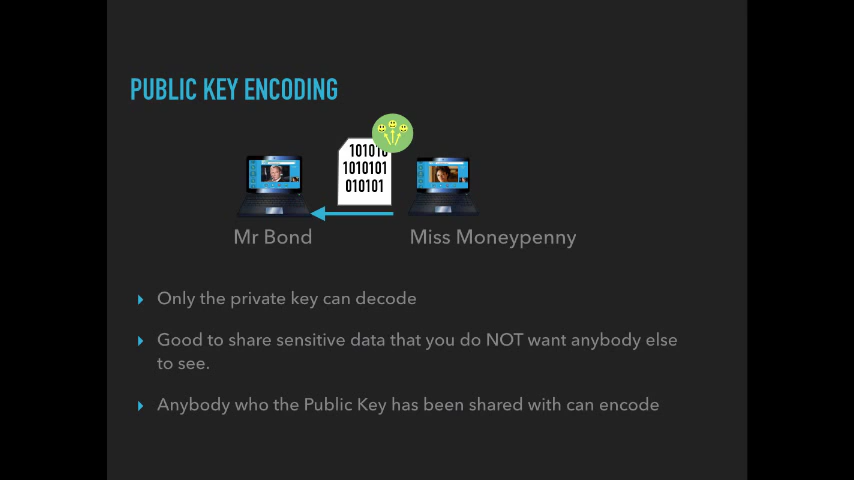 PUBLIC KEY ENCODING
10101
1010101
010101
Mr Bond
Miss Moneypenny
Only the private key can decode
Good to share sensitive data that you do NOT want anybody else
to see.
Anybody who the Public Key has been shared with can encode